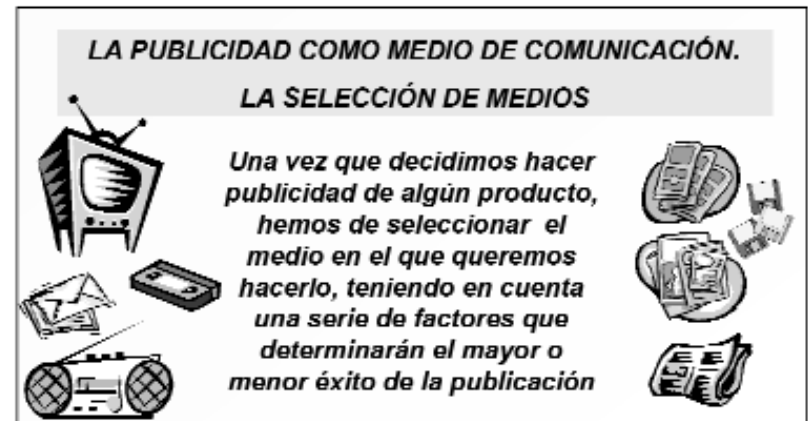 LA PUBLICIDAD COMO MEDIO DE COMUNICACIÓN.
LA SELECCIÓN DE MEDIOS
Una vez que decidimos hacer
publicidad de algún producto,
hemos de seleccionar el
medio en el que queremos
hacerlo, teniendo en cuenta
una serie de factores que
determinarán el mayor o
menor éxito de la publicación